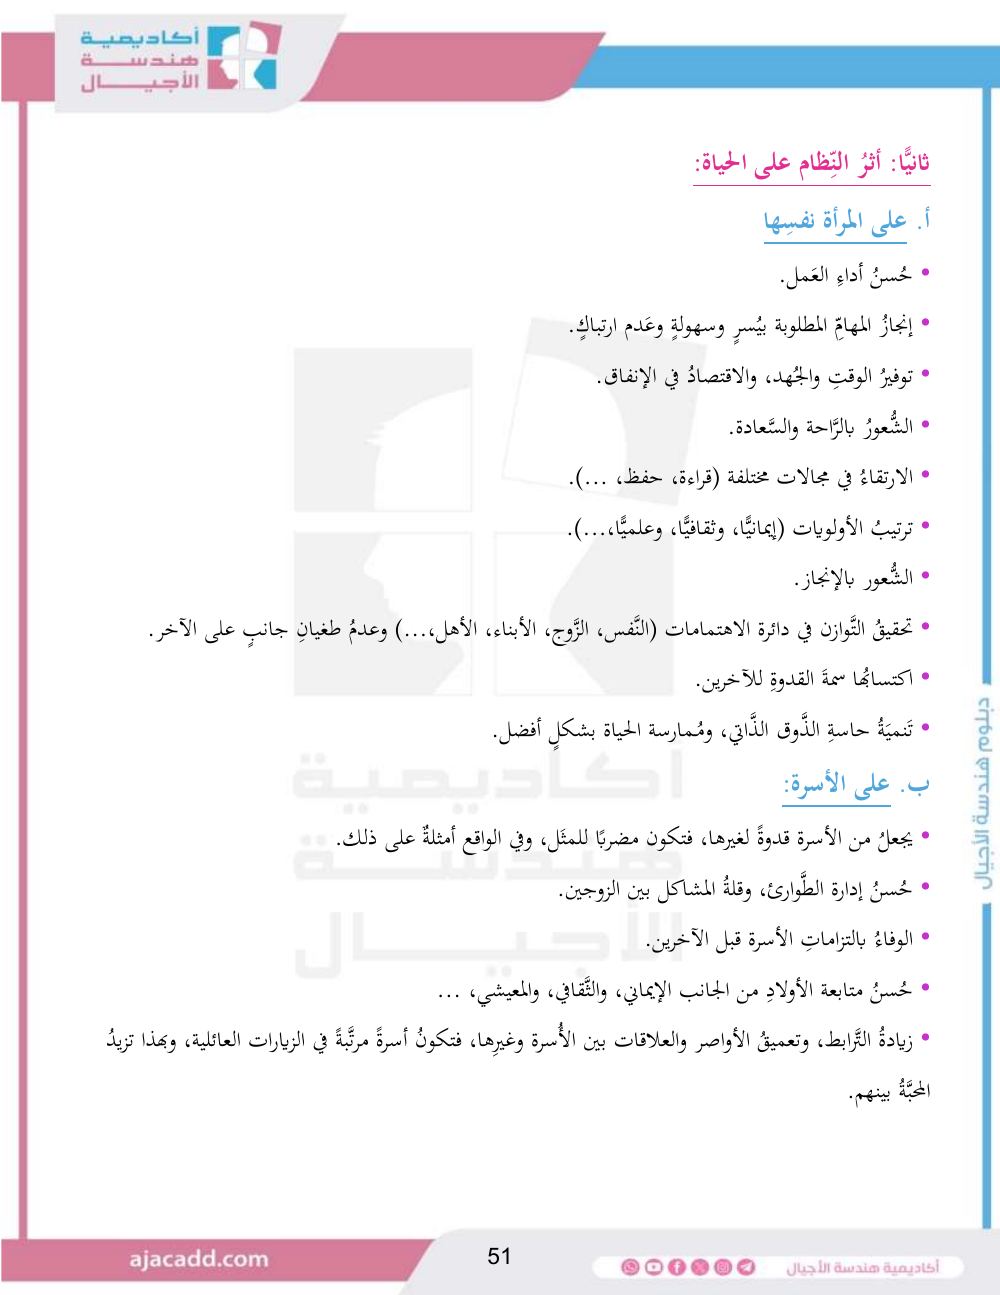 أكاديمية
هندسة
الأجيال
ثانيًّا: أثرُ النِّظام على الحياة:
أ. على المرأة نفسِها
• حُسنُ أداءِ العَمل.
• إنجازُ المهامِّ المطلوبة بيُسرٍ وسهولةٍ وعَدم ارتباكٍ.
• توفيرُ الوقتِ والجُهد، والاقتصادُ في الإنفاق.
• الشُّعورُ بالرَّاحة والسَّعادة.
• الارتقاءُ في مجالات مختلفة (قراءة، حفظ، ...).
• ترتيبُ الأولويات (إيمانيًّا، وثقافيًّا، وعلميًّا،...).
• الشُّعور بالإنجاز.
• تحقيقُ التَّوازن في دائرة الاهتمامات (النَّفس، الزَّوج، الأبناء، الأهل،...) وعدمُ طغيانِ جانبٍ على الآخر.
• اكتسابُها سمةَ القدوةِ للآخرين.
• تَنميَةُ حاسةِ الذَّوق الذَّاتي، ومُمارسة الحياة بشكلٍ أفضل.
ب. على الأسرة:
• يجعلُ من الأسرة قدوةً لغيرها، فتكون مضربًا للمثَل، وفي الواقع أمثلةٌ على ذلك.
• حُسنُ إدارة الطَّوارئ، وقلةُ المشاكل بين الزوجين.
• الوفاءُ بالتزاماتِ الأسرة قبل الآخرين.
• حُسنُ متابعة الأولادِ من الجانب الإيماني، والثَّقافي، والمعيشي، ...
• زيادةُ التَّرابط، وتعميقُ الأواصر والعلاقات بين الأُسرة وغيرِها، فتكونُ أسرةً مرتَّبةً في الزيارات العائلية، وبهذا تزيدُ
المحبَّةُ بينهم.
أكاديمية
هندسة
الأجيال
دبلوم هندسة الأجيال
ajacadd.com
51
أكاديمية هندسة الأجيال